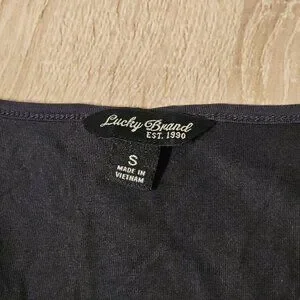 Lucky Brand
EST. 1990
S
MADE IN
VIETNAM